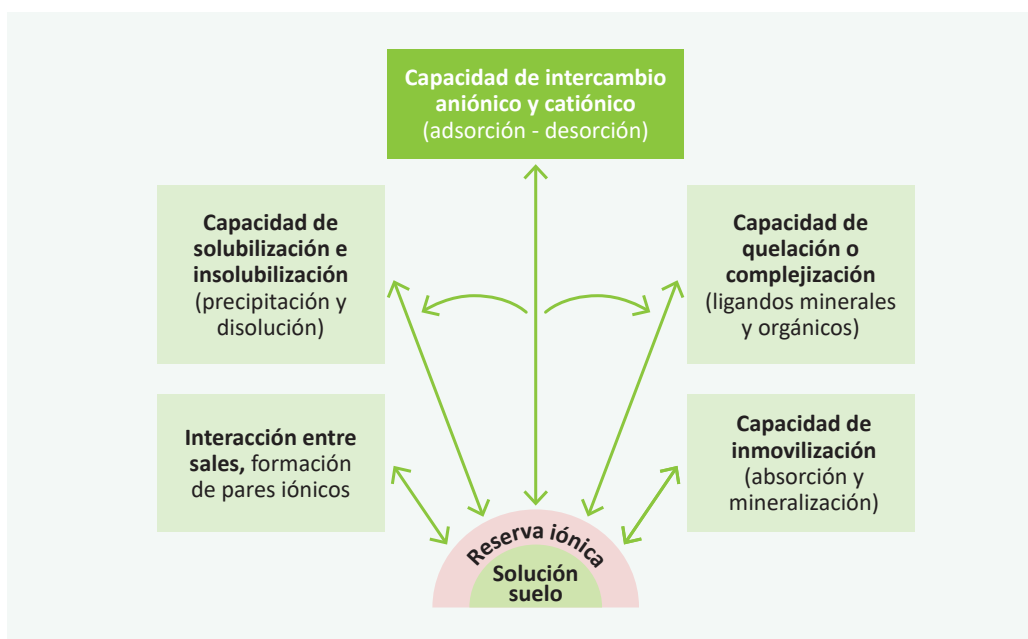 Capacidad de intercambio
aniónico y catiónico
(adsorción - desorción)
Capacidad de
solubilización e
insolubilización
(precipitación y
disolución)
Capacidad de
quelación o
complejización
(ligandos minerales
y orgánicos)
Interacción entre
sales, formación
de pares iónicos
Capacidad de
inmovilización
(absorción y
mineralización)
Reserva iónica
Solución
suelo